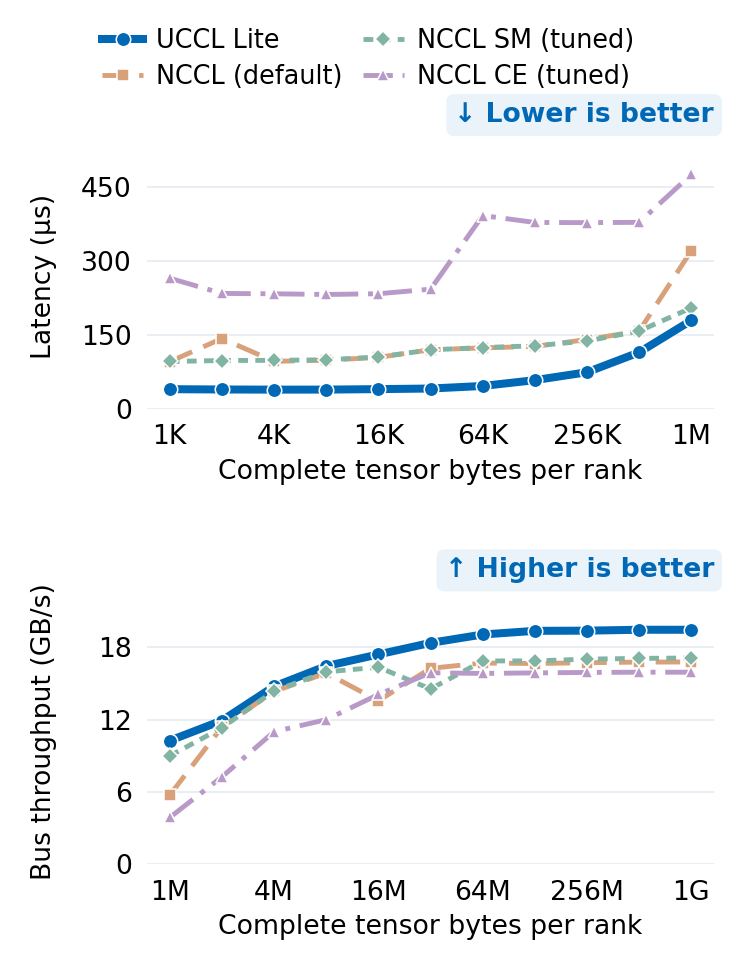 UCCL Lite
NCCL SM (tuned)
NCCL (default)
NCCL CE (tuned)
↓ Lower is better
Latency (µs)
450
300
150
0
1K 4K 16K 64K 256K 1M
Complete tensor bytes per rank
↑ Higher is better
Bus throughput (GB/s)
18
12
6
0
1M 4M 16M 64M 256M 1G
Complete tensor bytes per rank